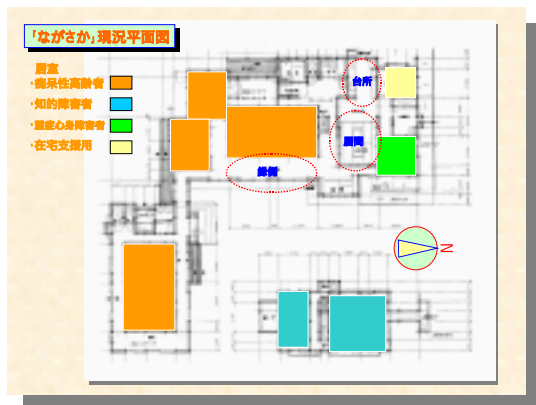 「ながさか」現況平面図
居室
・痴呆性高齢者
・知的障害者
・重症心身障害者
・在宅支援用
台所
居間
縁側
N